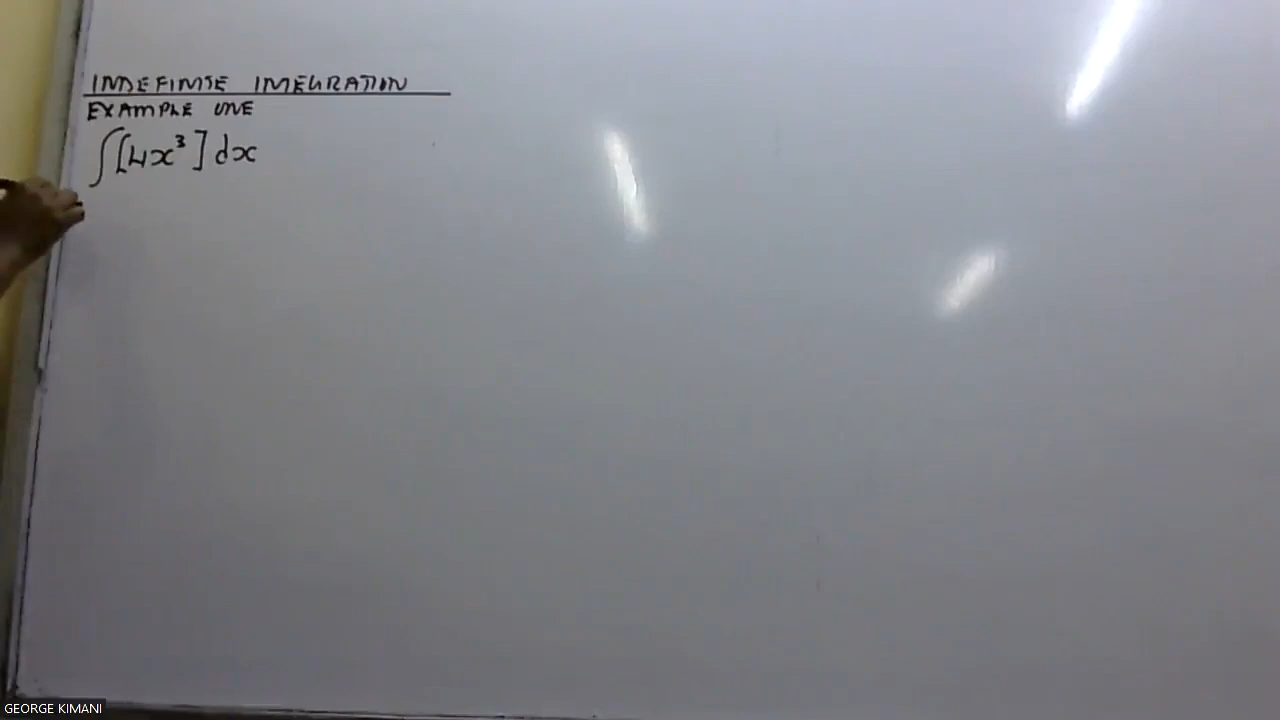 INDEFINITE INTEGRATION
EXAMPLE ONE
∫[4x³]dx
GEORGE KIMANI